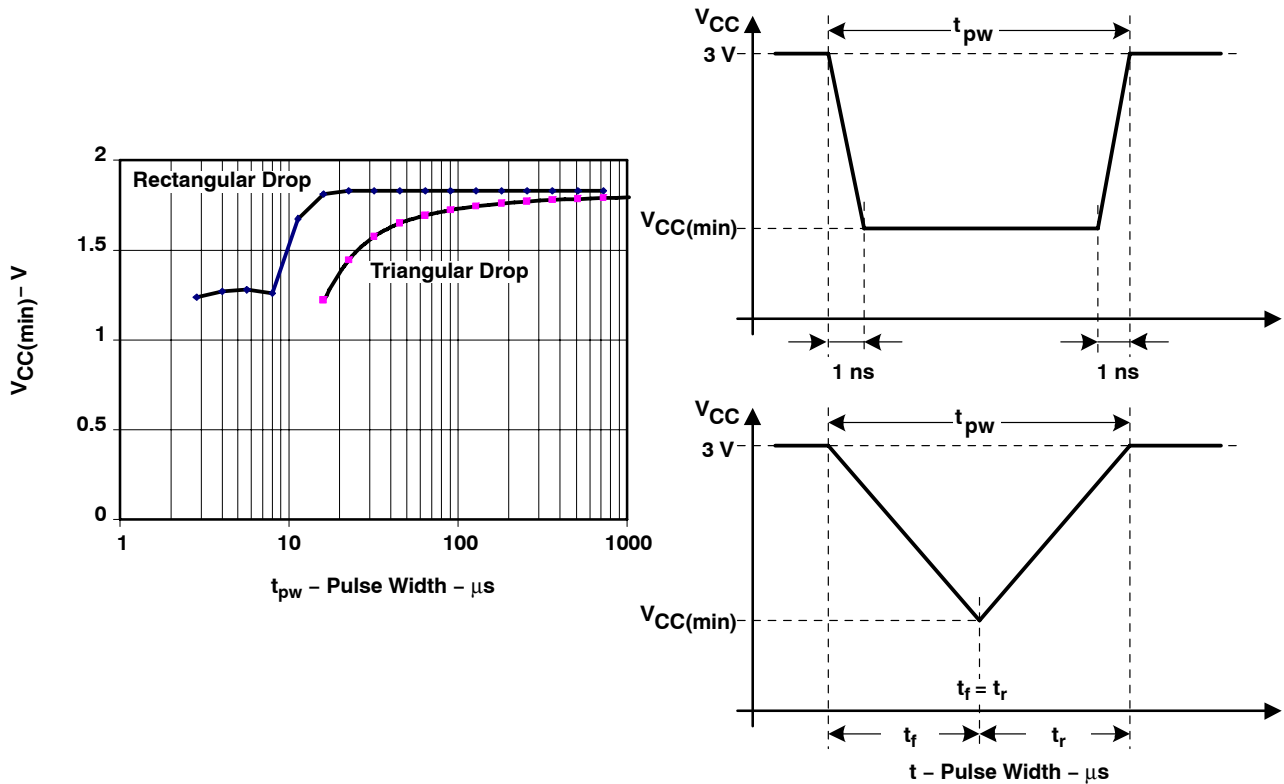 2
1.5
1
0.5
0
VCC(min) – V
Rectangular Drop
Triangular Drop
1
10
100
1000
tpw – Pulse Width – μs
VCC
3 V
tpw
VCC(min)
1 ns
1 ns
VCC
3 V
tpw
VCC(min)
tf = tr
tf
tr
t – Pulse Width – μs